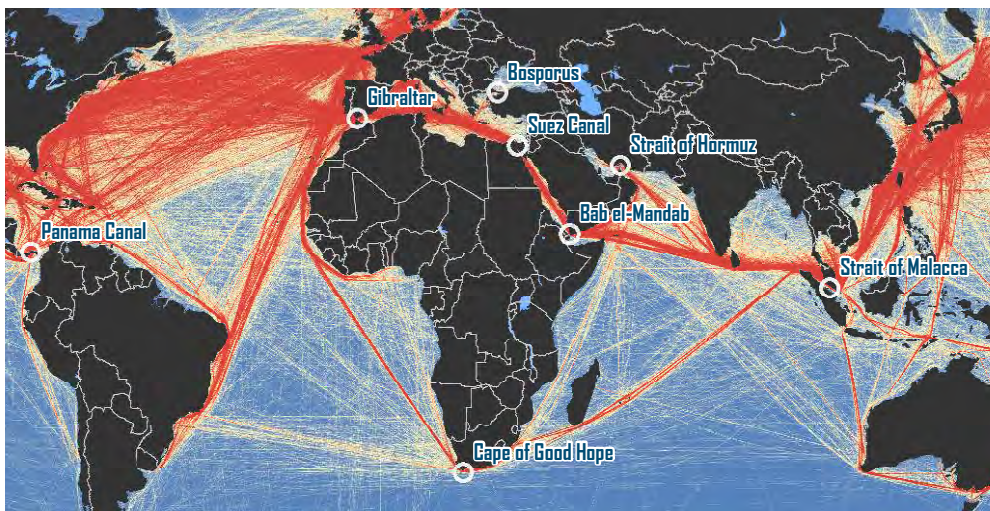 Bosporus
Gibraltar
Suez Canal
Strait of Hormuz
Bab el-Mandab
Panama Canal
Strait of Malacca
Cape of Good Hope